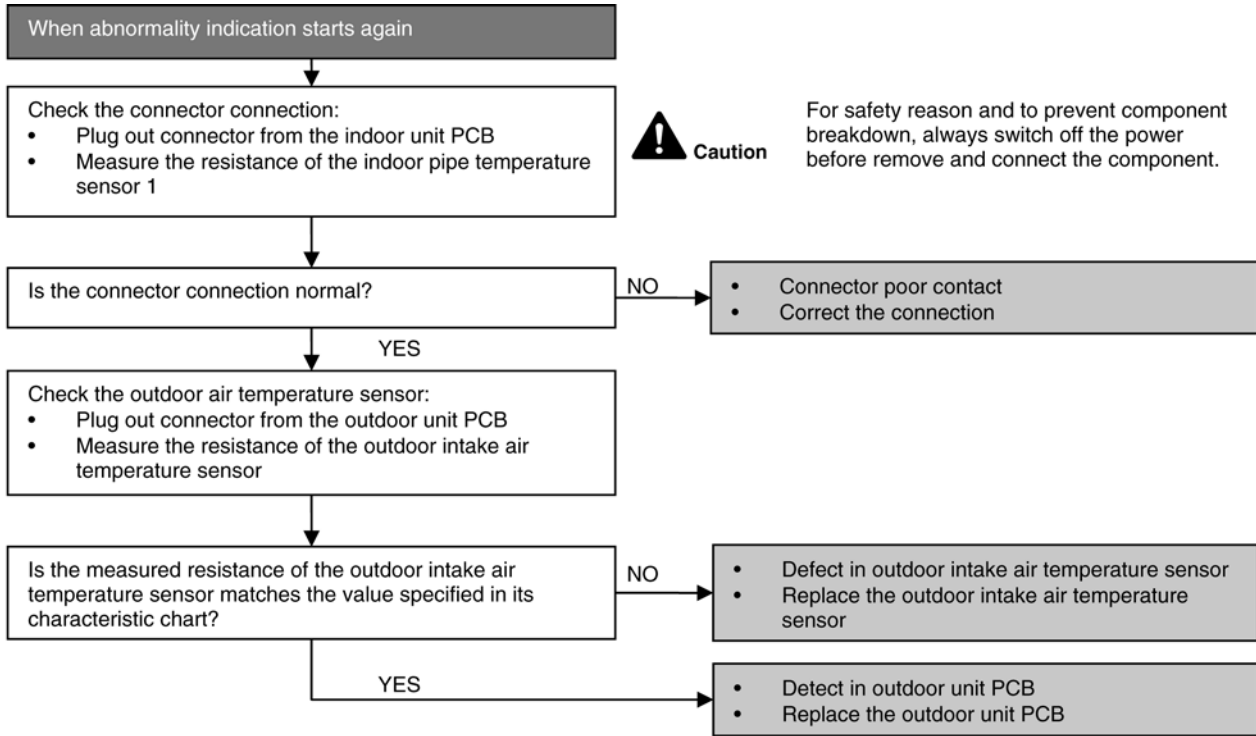 When abnormality indication starts again
Check the connector connection:
• Plug out connector from the indoor unit PCB
• Measure the resistance of the indoor pipe temperature
sensor 1
Caution
For safety reason and to prevent component
breakdown, always switch off the power
before remove and connect the component.
Is the connector connection normal?
NO
• Connector poor contact
• Correct the connection
YES
Check the outdoor air temperature sensor:
• Plug out connector from the outdoor unit PCB
• Measure the resistance of the outdoor intake air
temperature sensor
Is the measured resistance of the outdoor intake air
temperature sensor matches the value specified in its
characteristic chart?
NO
• Defect in outdoor intake air temperature sensor
• Replace the outdoor intake air temperature
sensor
YES
• Detect in outdoor unit PCB
• Replace the outdoor unit PCB